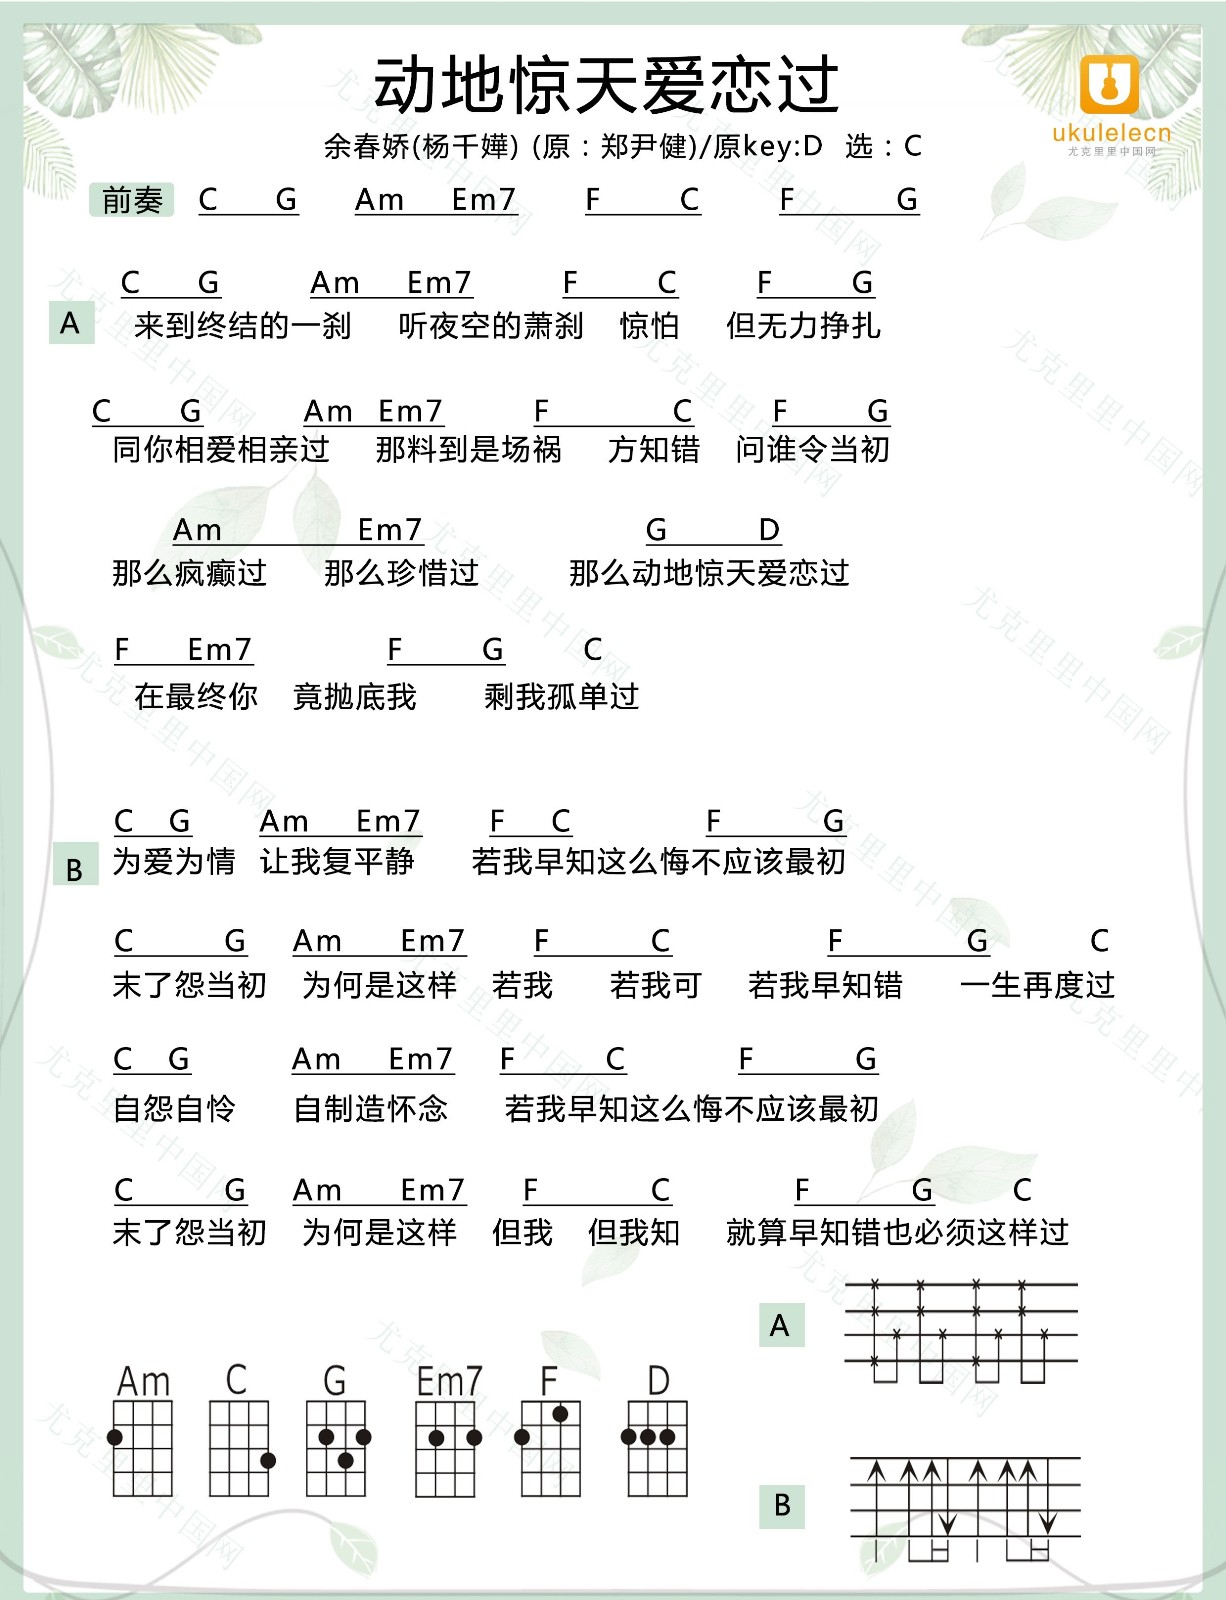 动地惊天爱恋过
余春娇(杨千嬅) (原：郑尹健)/原key:D 选：C
ukulelecn
尤克里里中国网
前奏 C G Am Em7 F C F G
C G Am Em7 F C F G
A 来到终结的一刹 听夜空的萧刹 惊怕 但无力挣扎
C G Am Em7 F C F G
同你相爱相亲过 那料到是场祸 方知错 问谁令当初
Am Em7 G D
那么疯癫过 那么珍惜过 那么动地惊天爱恋过
F Em7 F G C
在最终你 竟抛底我 剩我孤单过
C G Am Em7 F C F G
B 为爱为情 让我复平静 若我早知这么悔不应该最初
C G Am Em7 F C F G C
末了怨当初 为何是这样 若我 若我可 若我早知错 一生再度过
C G Am Em7 F C F G
自怨自怜 自制造怀念 若我早知这么悔不应该最初
C G Am Em7 F C F G C
末了怨当初 为何是这样 但我 但我知 就算早知错也必须这样过
A
Am C G Em7 F D
B